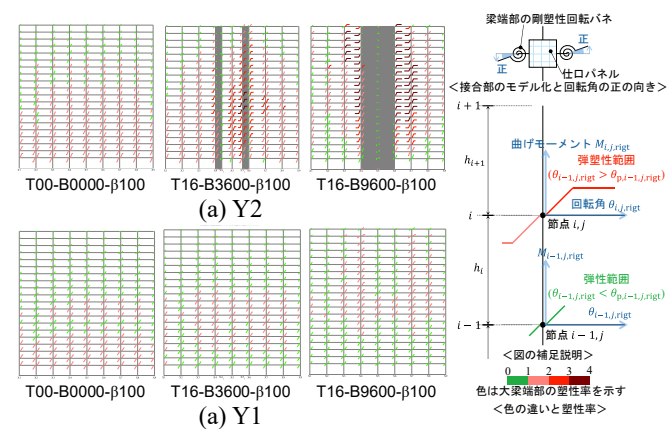 T00-B0000-β100
T16-B3600-β100
T16-B9600-β100
(a) Y2
T00-B0000-β100
T16-B3600-β100
T16-B9600-β100
(a) Y1
梁端部の剛塑性回転バネ
正
正
仕口パネル
<接合部のモデル化と回転角の正の向き>
i + 1
h_{i+1}
曲げモーメント M_{i,j,rigt}
弾塑性範囲
(θ_{i−1,j,rigt} > θ_{p,i−1,j,rigt})
回転角 θ_{i,j,rigt}
i
節点 i, j
M_{i−1,j,rigt}
h_i
弾性範囲
(θ_{i−1,j,rigt} < θ_{p,i−1,j,rigt})
θ_{i−1,j,rigt}
i − 1
節点 i − 1, j
<図の補足説明>
0 1 2 3 4
色は大梁端部の塑性率を示す
<色の違いと塑性率>